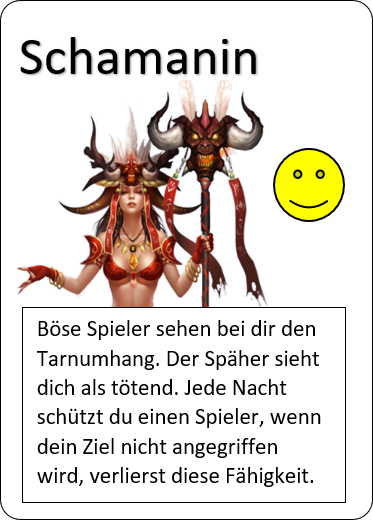 Schamanin
Böse Spieler sehen bei dir den
Tarnumhang. Der Späher sieht
dich als tötend. Jede Nacht
schützt du einen Spieler, wenn
dein Ziel nicht angegriffen
wird, verlierst diese Fähigkeit.